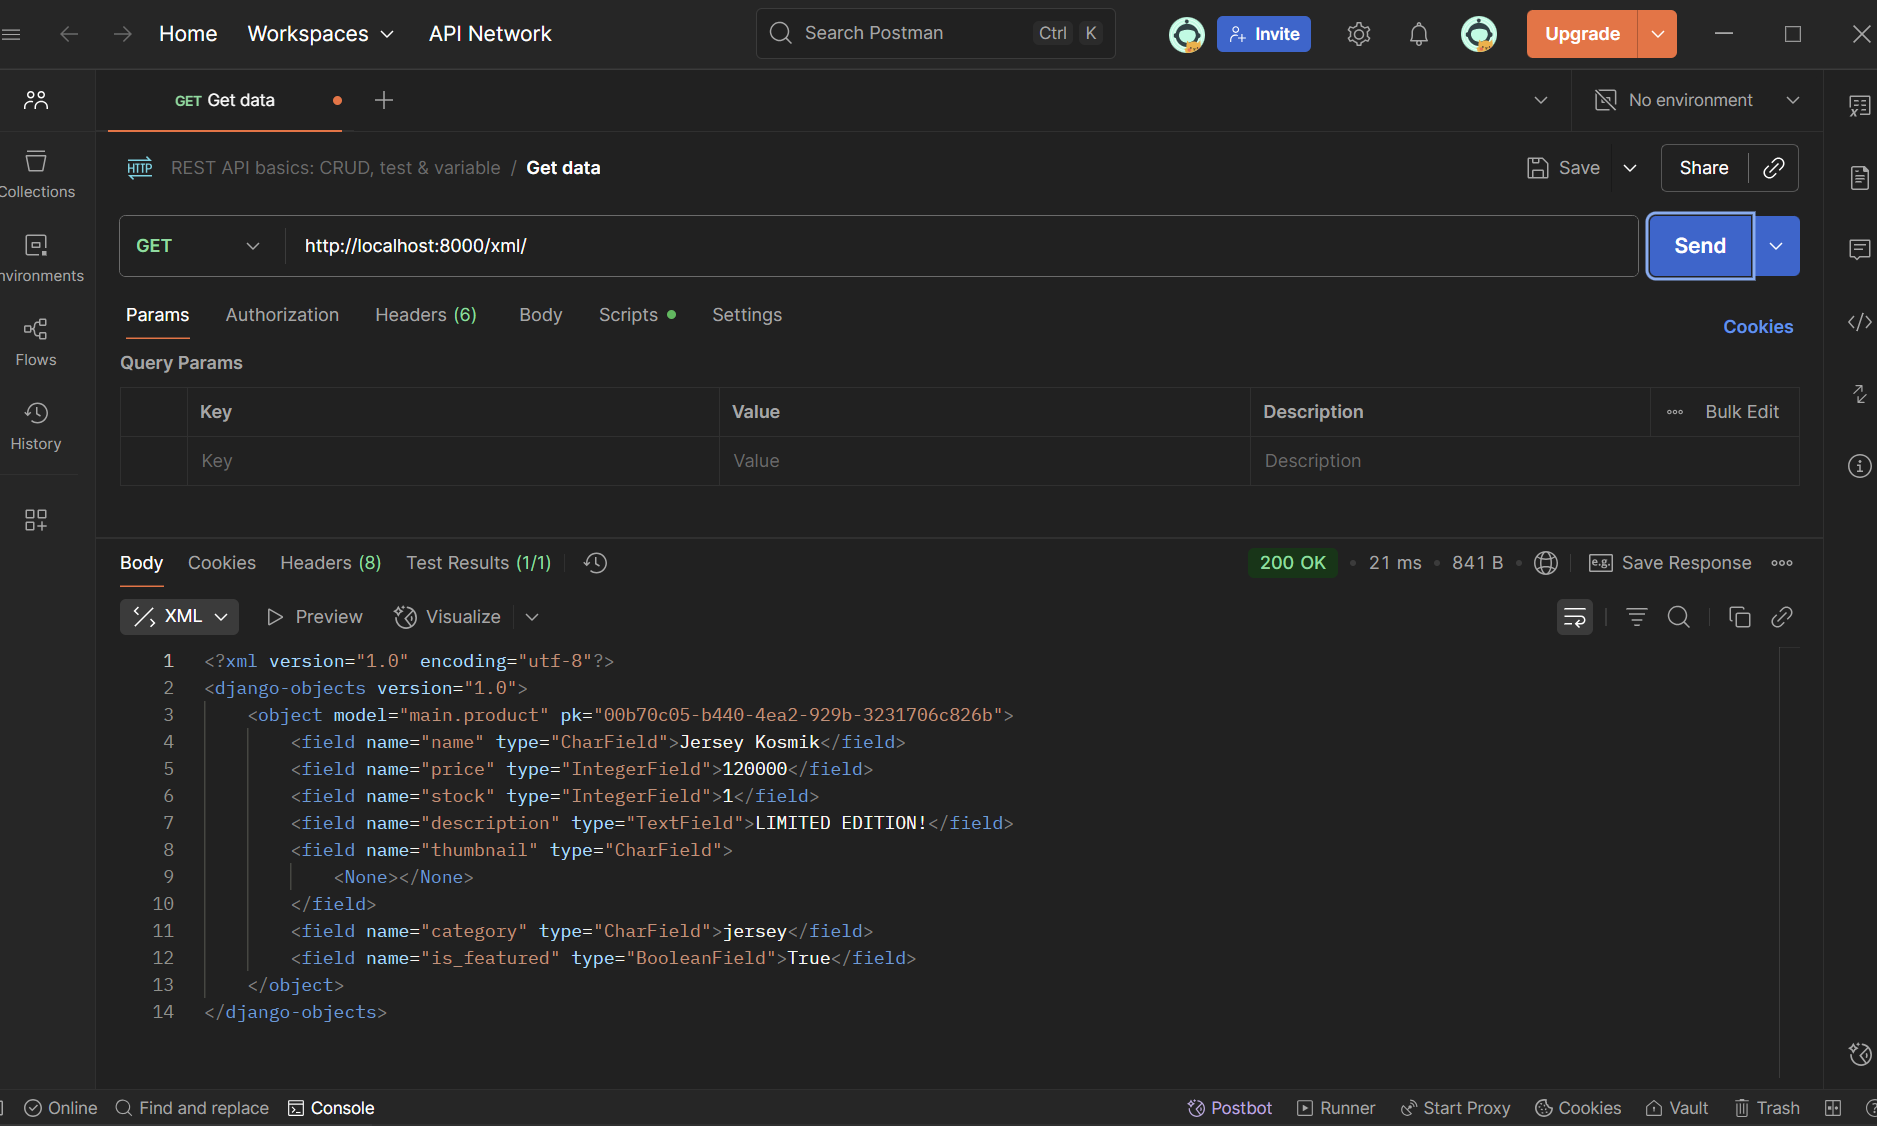 Home Workspaces API Network Search Postman Ctrl K Invite Upgrade
GET Get data No environment
HTTP REST API basics: CRUD, test & variable / Get data Save Share
GET http://localhost:8000/xml/ Send
Collections
nvironments
Flows
History
Params Authorization Headers (6) Body Scripts Settings Cookies
Query Params
Key Value Description Bulk Edit
Key Value Description
Body Cookies Headers (8) Test Results (1/1) 200 OK • 21 ms • 841 B • e.g. Save Response
XML Preview Visualize
1 <?xml version="1.0" encoding="utf-8"?>
2 <django-objects version="1.0">
3 <object model="main.product" pk="00b70c05-b440-4ea2-929b-3231706c826b">
4 <field name="name" type="CharField">Jersey Kosmik</field>
5 <field name="price" type="IntegerField">120000</field>
6 <field name="stock" type="IntegerField">1</field>
7 <field name="description" type="TextField">LIMITED EDITION!</field>
8 <field name="thumbnail" type="CharField">
9 <None></None>
10 </field>
11 <field name="category" type="CharField">jersey</field>
12 <field name="is_featured" type="BooleanField">True</field>
13 </object>
14 </django-objects>
Online Find and replace Console Postbot Runner Start Proxy Cookies Vault Trash